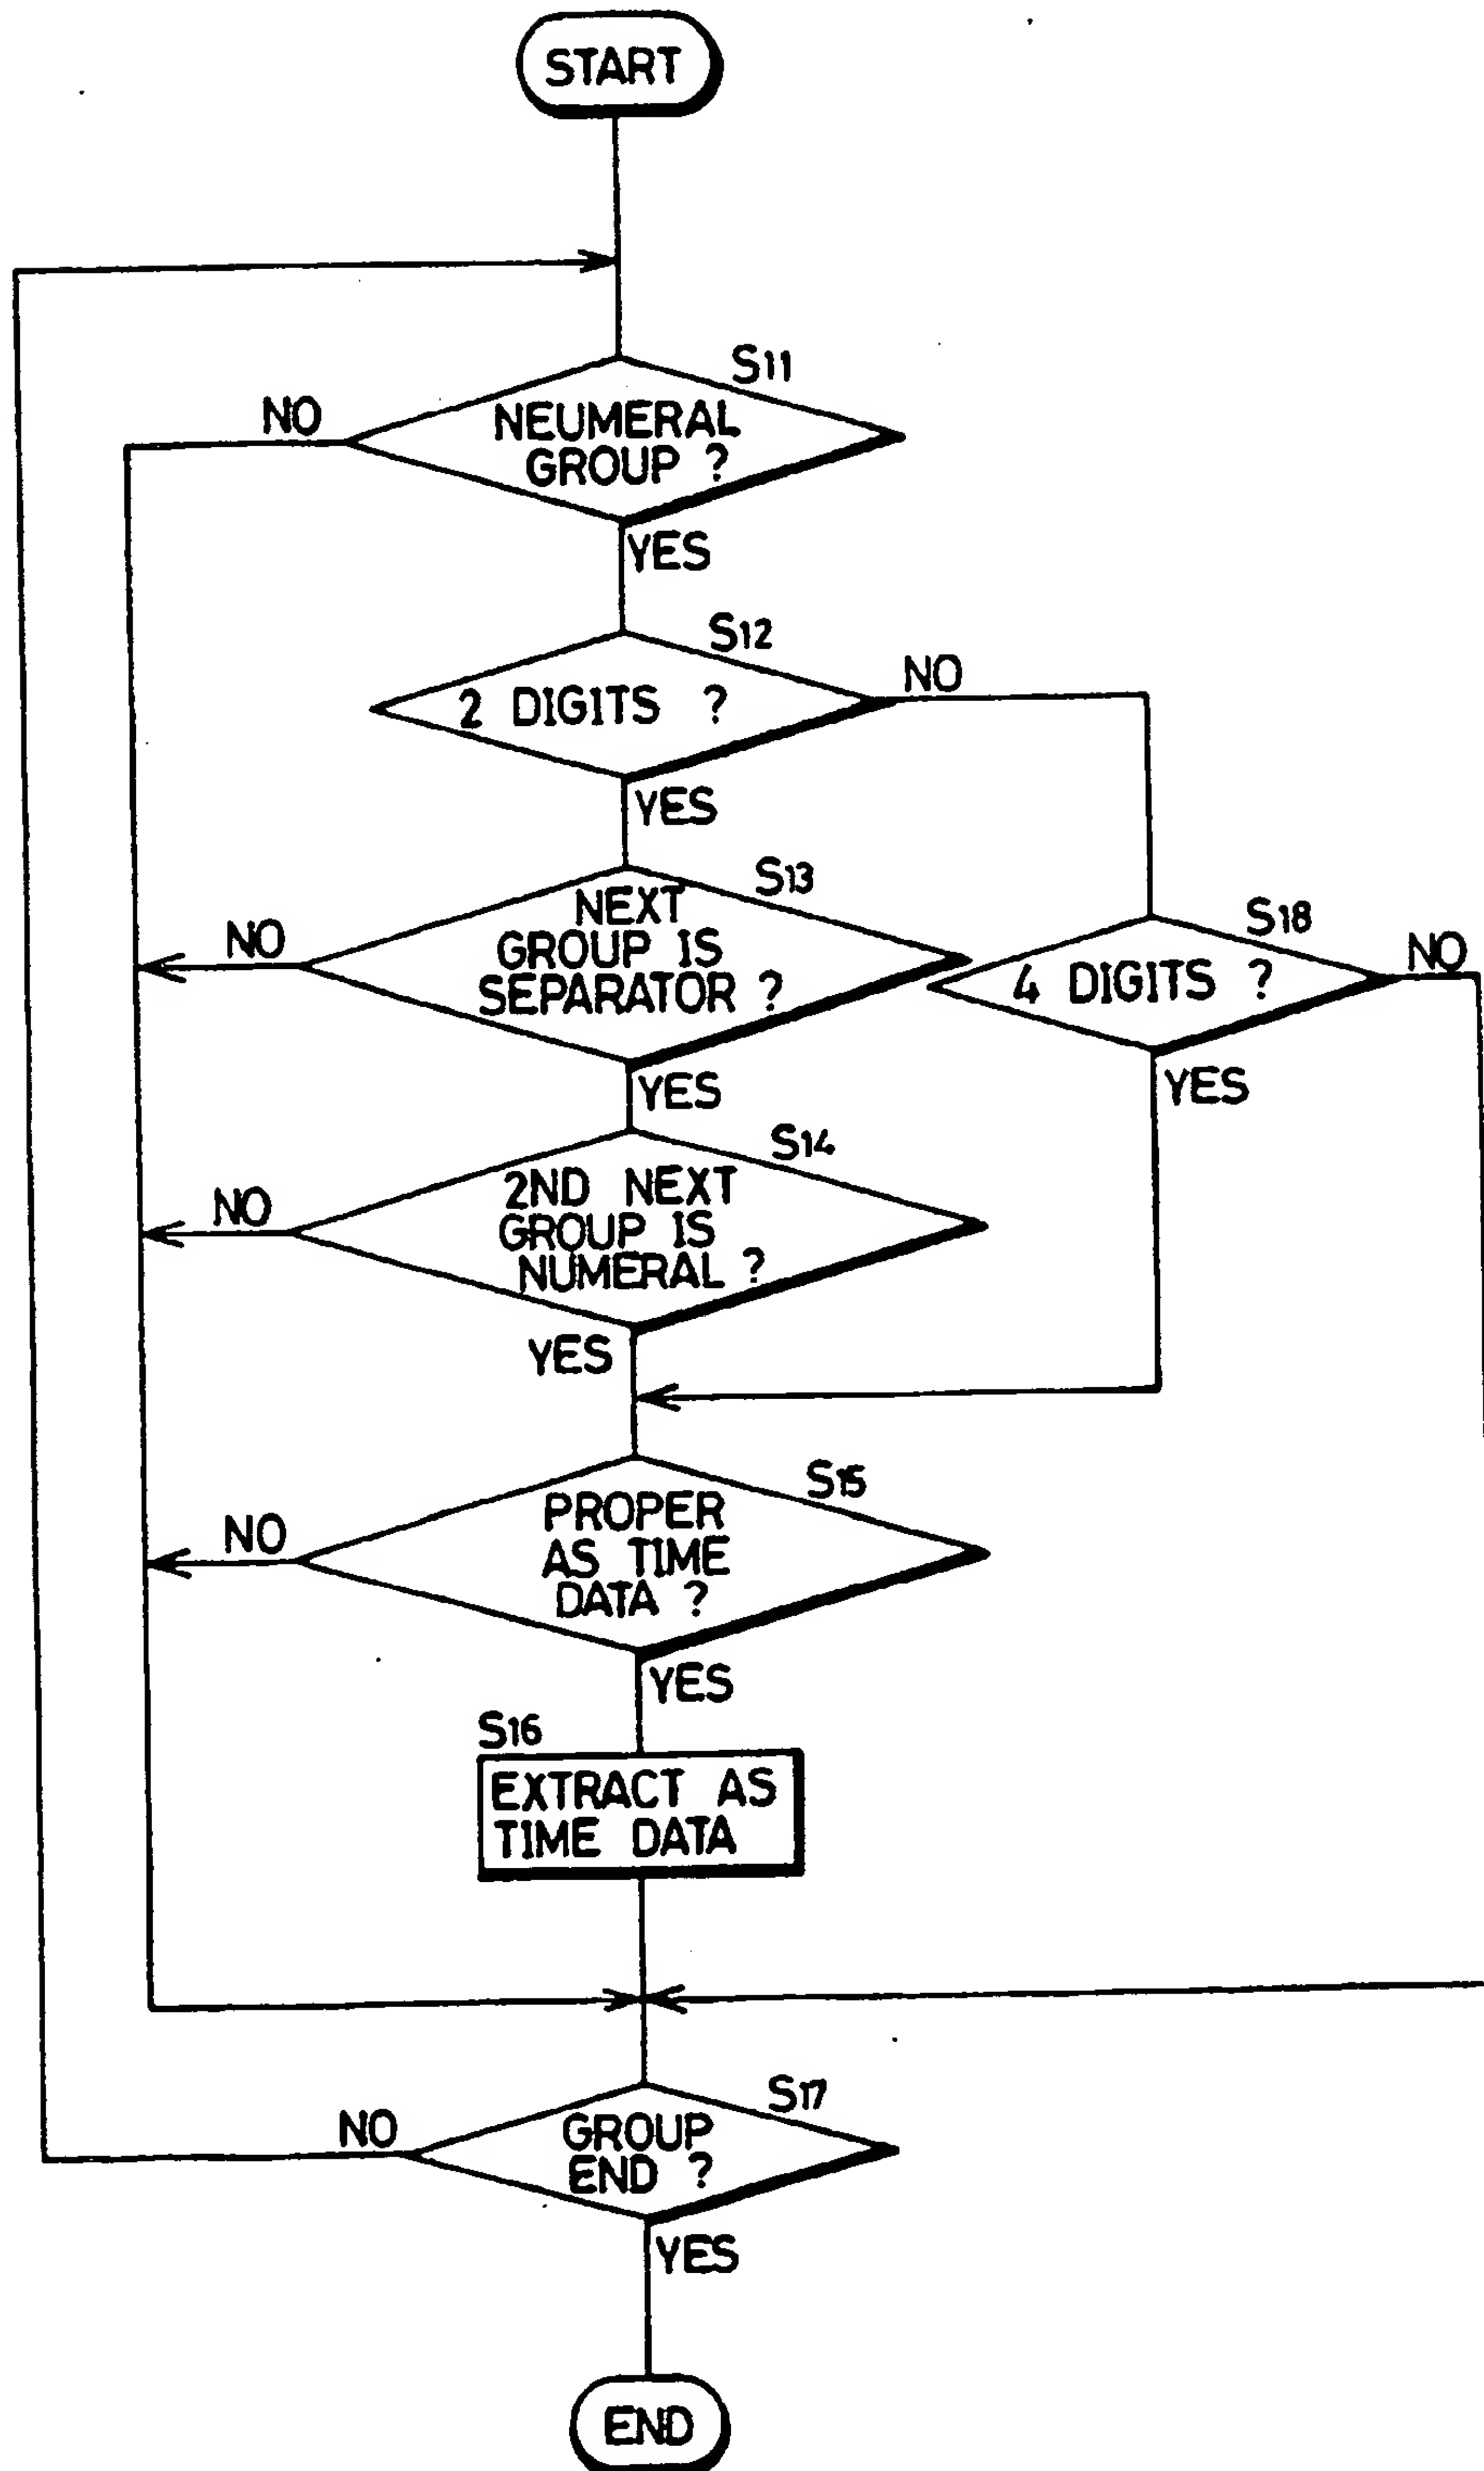 START
S11
NO
NEUMERAL
GROUP ?
YES
S12
NO
2 DIGITS ?
YES
S13
NO
NEXT
GROUP IS
SEPARATOR ?
YES
S18
NO
4 DIGITS ?
YES
S14
NO
2ND NEXT
GROUP IS
NUMERAL ?
YES
S15
NO
PROPER
AS TIME
DATA ?
YES
S16
EXTRACT AS
TIME DATA
S17
NO
GROUP
END ?
YES
END